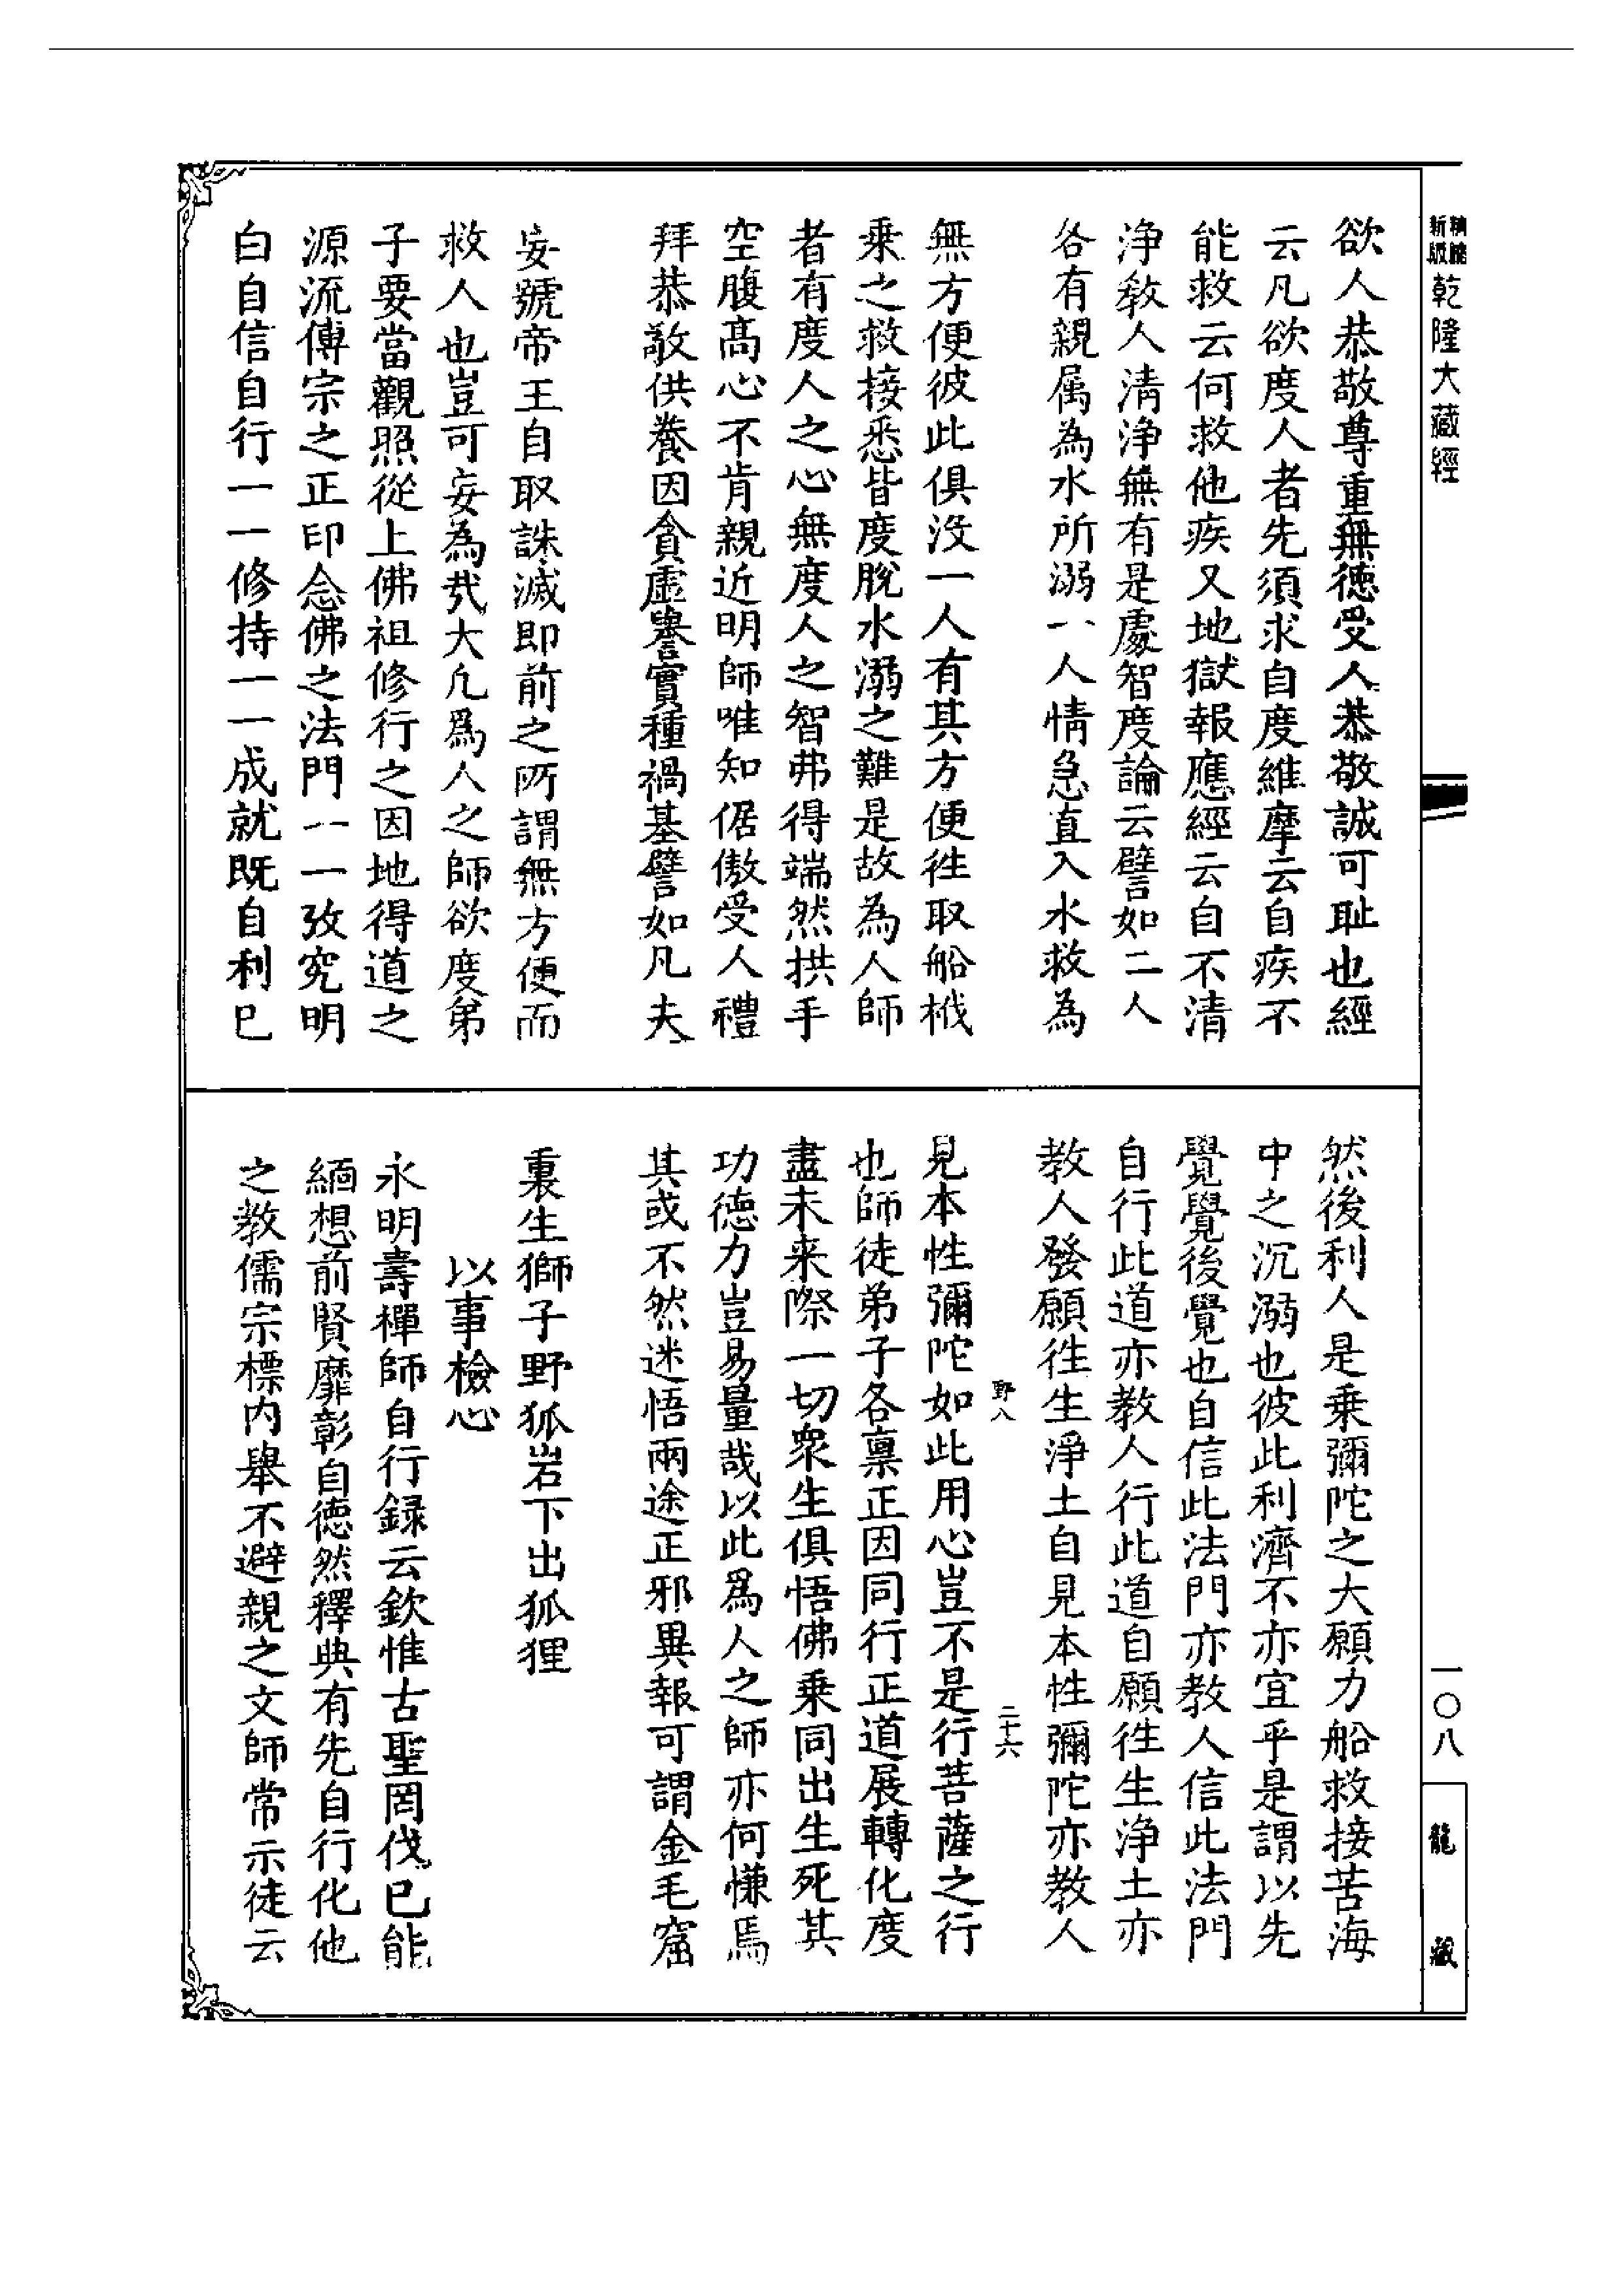 精縮新版乾隆大藏經
一〇八
龍藏
欲人恭敬尊重無德受人恭敬誠可恥也經
云凡欲度人者先須求自度維摩云自疾不
能救云何救他疾又地獄報應經云自不清
淨敎人清淨無有是處智度論云譬如二人
各有親属為水所溺一人情急直入水救為
無方便彼此俱沒一人有其方便徃取船栰
乘之救接悉皆度脫水溺之難是故為人師
者有度人之心無度人之智弗得端然拱手
空腹高心不肯親近明師唯知倨傲受人禮
拜恭敬供養因貪虛譽實種禍基譬如凡夫
妄號帝王自取誅滅即前之所謂無方便而
救人也豈可妄為哉大凡爲人之師欲度弟
子要當觀照從上佛祖修行之因地得道之
源流傳宗之正印念佛之法門一一攷究明
白自信自行一一修持一一成就既自利已
然後利人是乘彌陀之大願力船救接苦海
中之沉溺也彼此利濟不亦宜乎是謂以先
覺覺後覺也自信此法門亦教人信此法門
自行此道亦教人行此道自願徃生淨土亦
教人發願徃生淨土自見本性彌陀亦教人
野八
二十六
見本性彌陀如此用心豈不是行菩薩之行
也師徒弟子各禀正因同行正道展轉化度
盡未来際一切衆生俱悟佛乘同出生死其
功德力豈易量哉以此爲人之師亦何慊焉
其或不然迷悟兩途正邪異報可謂金毛窟
裏生獅子野狐岩下出狐狸
以事檢心
永明壽禪師自行録云欽惟古聖罔伐已能
緬想前賢靡彰自德然釋典有先自行化他
之教儒宗標内舉不避親之文師常示徒云